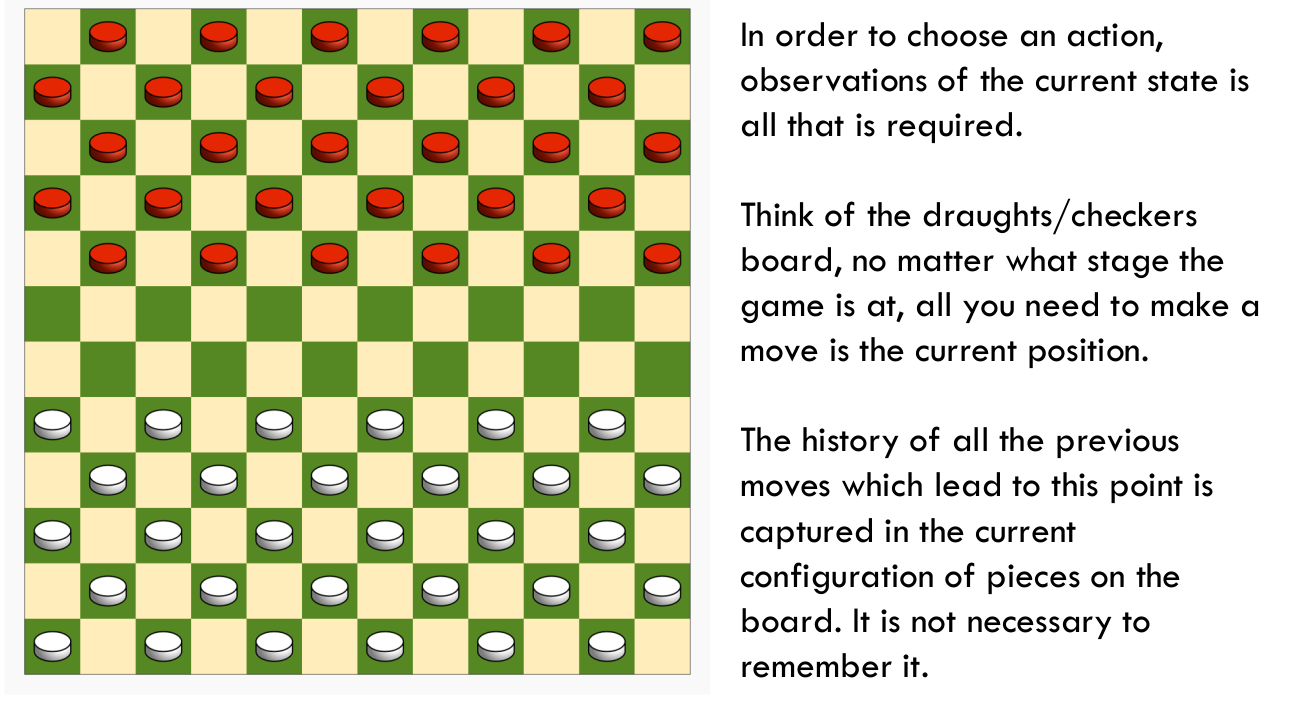 In order to choose an action,
observations of the current state is
all that is required.
Think of the draughts/checkers
board, no matter what stage the
game is at, all you need to make a
move is the current position.
The history of all the previous
moves which lead to this point is
captured in the current
configuration of pieces on the
board. It is not necessary to
remember it.